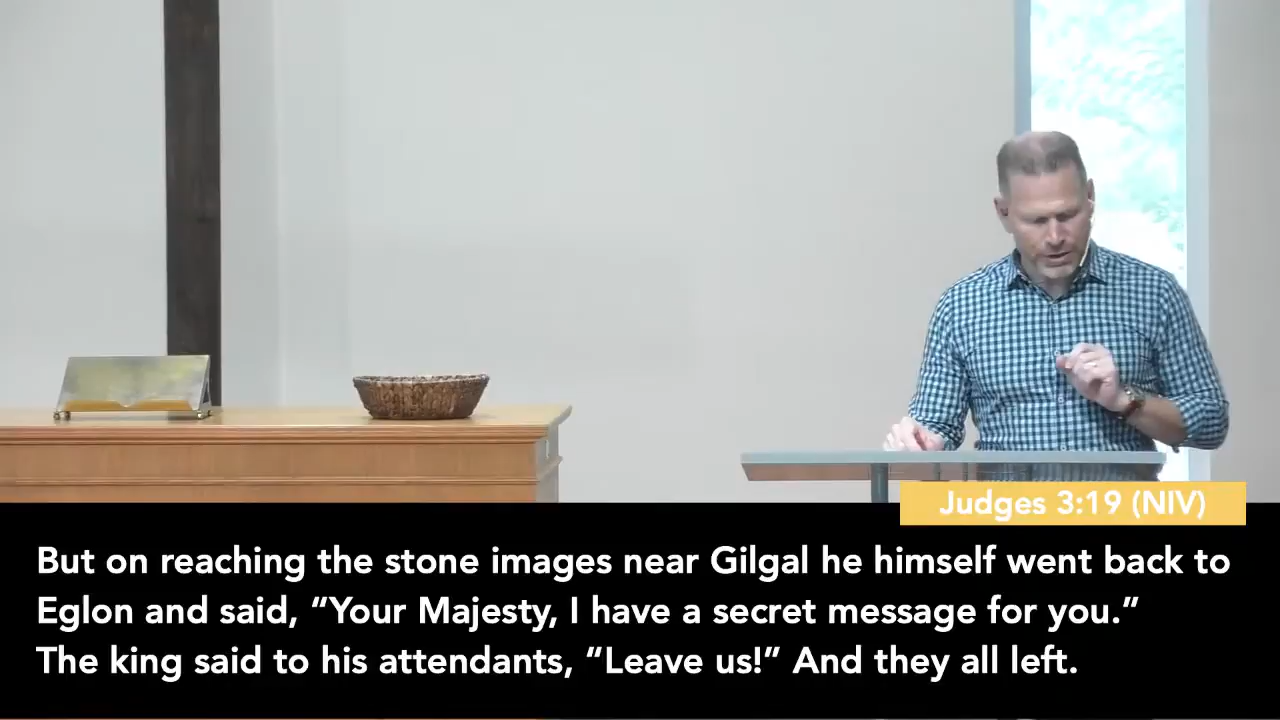 Judges 3:19 (NIV)
But on reaching the stone images near Gilgal he himself went back to
Eglon and said, “Your Majesty, I have a secret message for you.”
The king said to his attendants, “Leave us!” And they all left.